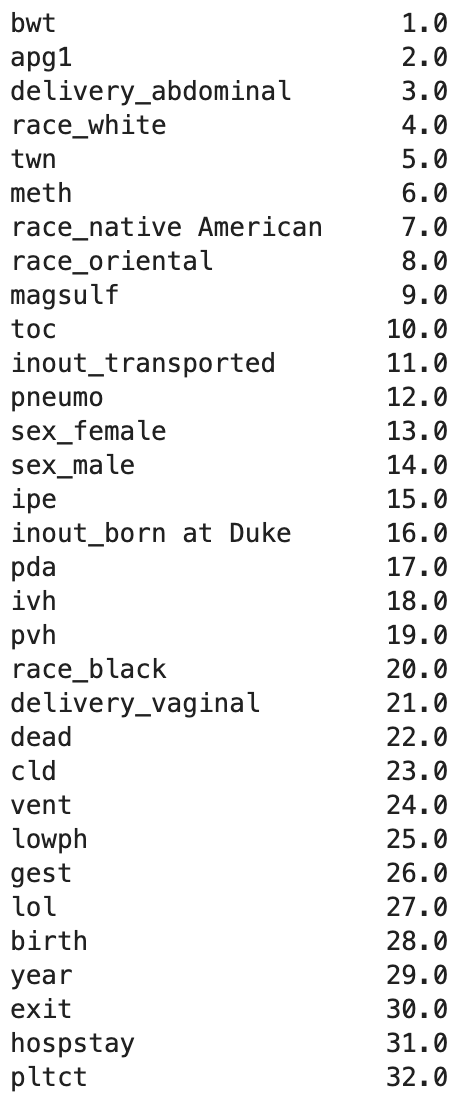 bwt 1.0
apg1 2.0
delivery_abdominal 3.0
race_white 4.0
twn 5.0
meth 6.0
race_native American 7.0
race_oriental 8.0
magsulf 9.0
toc 10.0
inout_transported 11.0
pneumo 12.0
sex_female 13.0
sex_male 14.0
ipe 15.0
inout_born at Duke 16.0
pda 17.0
ivh 18.0
pvh 19.0
race_black 20.0
delivery_vaginal 21.0
dead 22.0
cld 23.0
vent 24.0
lowph 25.0
gest 26.0
lol 27.0
birth 28.0
year 29.0
exit 30.0
hospstay 31.0
pltct 32.0